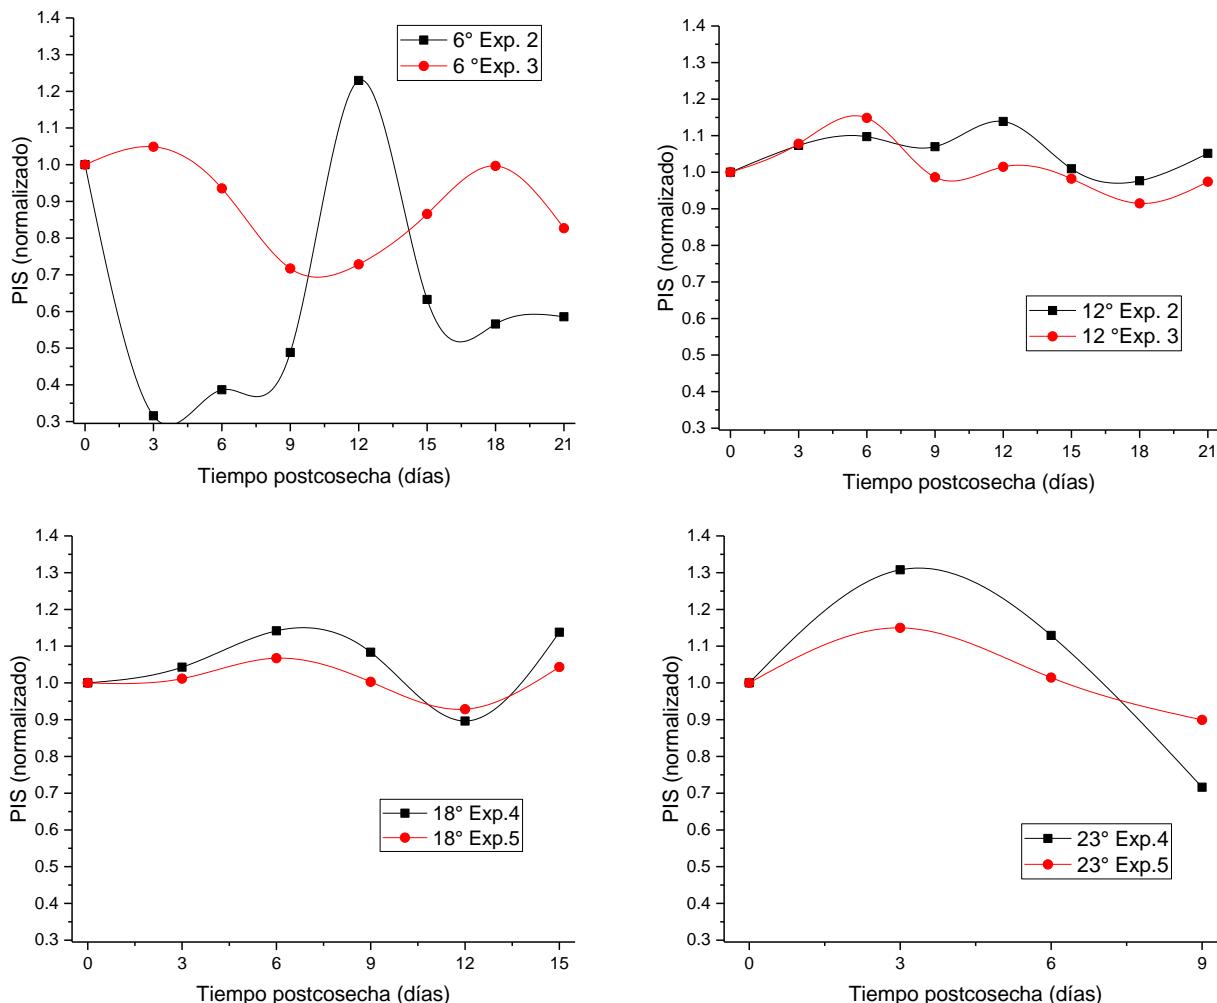 1.4
1.3
1.2
1.1
1.0
0.9
0.8
0.7
0.6
0.5
0.4
0.3
PIS (normalizado)
6° Exp. 2
6 °Exp. 3
0 3 6 9 12 15 18 21
Tiempo postcosecha (días)
1.4
1.3
1.2
1.1
1.0
0.9
0.8
0.7
0.6
0.5
0.4
0.3
PIS (normalizado)
12° Exp. 2
12 °Exp. 3
0 3 6 9 12 15 18 21
Tiempo postcosecha (días)
1.4
1.3
1.2
1.1
1.0
0.9
0.8
0.7
0.6
0.5
0.4
0.3
PIS (normalizado)
18° Exp.4
18° Exp.5
0 3 6 9 12 15
Tiempo postcosecha (días)
1.4
1.3
1.2
1.1
1.0
0.9
0.8
0.7
0.6
0.5
0.4
0.3
PIS (normalizado)
23° Exp.4
23° Exp.5
0 3 6 9
Tiempo postcosecha (días)